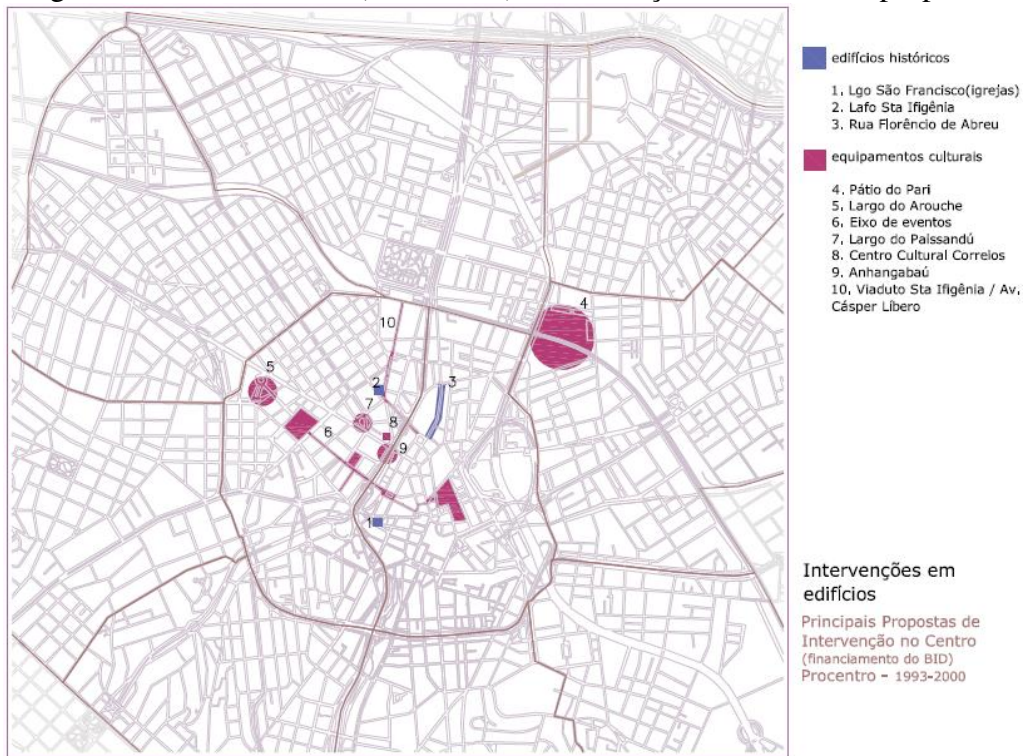 edifícios históricos
1. Lgo São Francisco(igrejas)
2. Lafo Sta Ifigênia
3. Rua Florêncio de Abreu
equipamentos culturais
4. Pátio do Pari
5. Largo do Arouche
6. Eixo de eventos
7. Largo do Paissandú
8. Centro Cultural Correios
9. Anhangabaú
10. Viaduto Sta Ifigênia / Av.
Cásper Líbero
4
10
5
2
3
7
6
8
9
1
Intervenções em
edifícios
Principais Propostas de
Intervenção no Centro
(financiamento do BID)
Procentro - 1993-2000